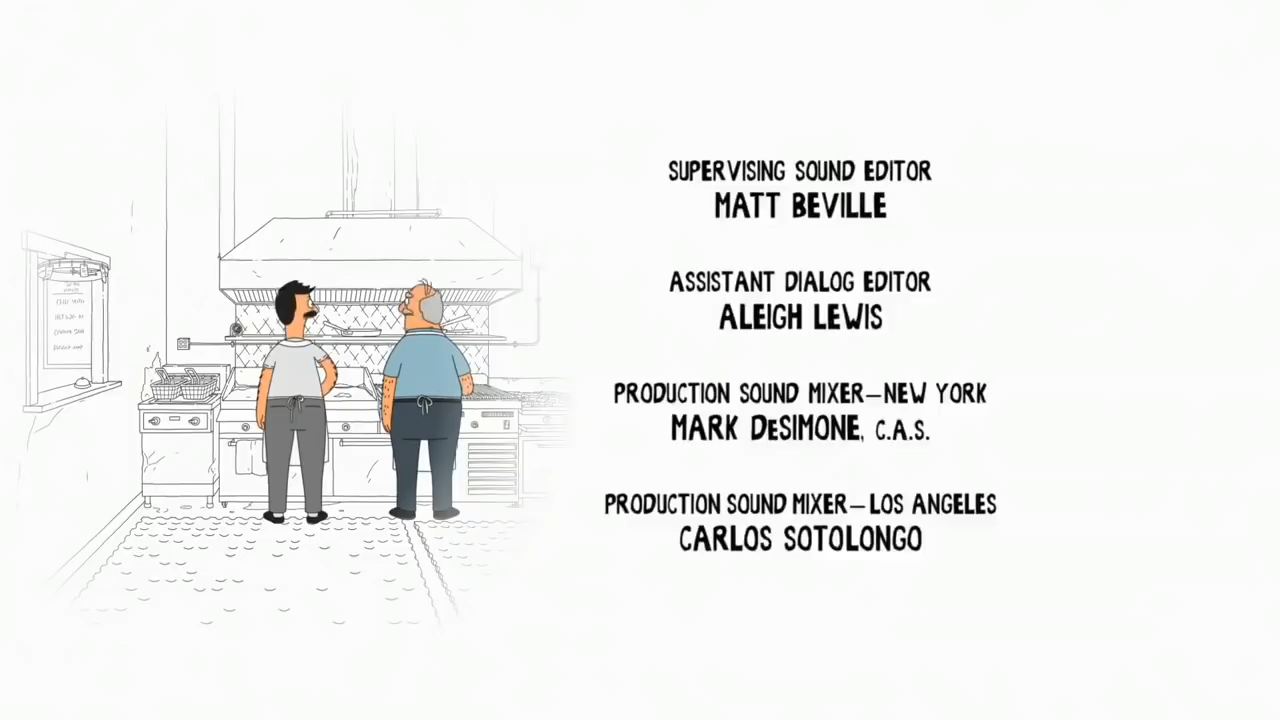 SUPERVISING SOUND EDITOR
MATT BEVILLE
ASSISTANT DIALOG EDITOR
ALEIGH LEWIS
PRODUCTION SOUND MIXER—NEW YORK
MARK DeSIMONE, C.A.S.
PRODUCTION SOUND MIXER—LOS ANGELES
CARLOS SOTOLONGO